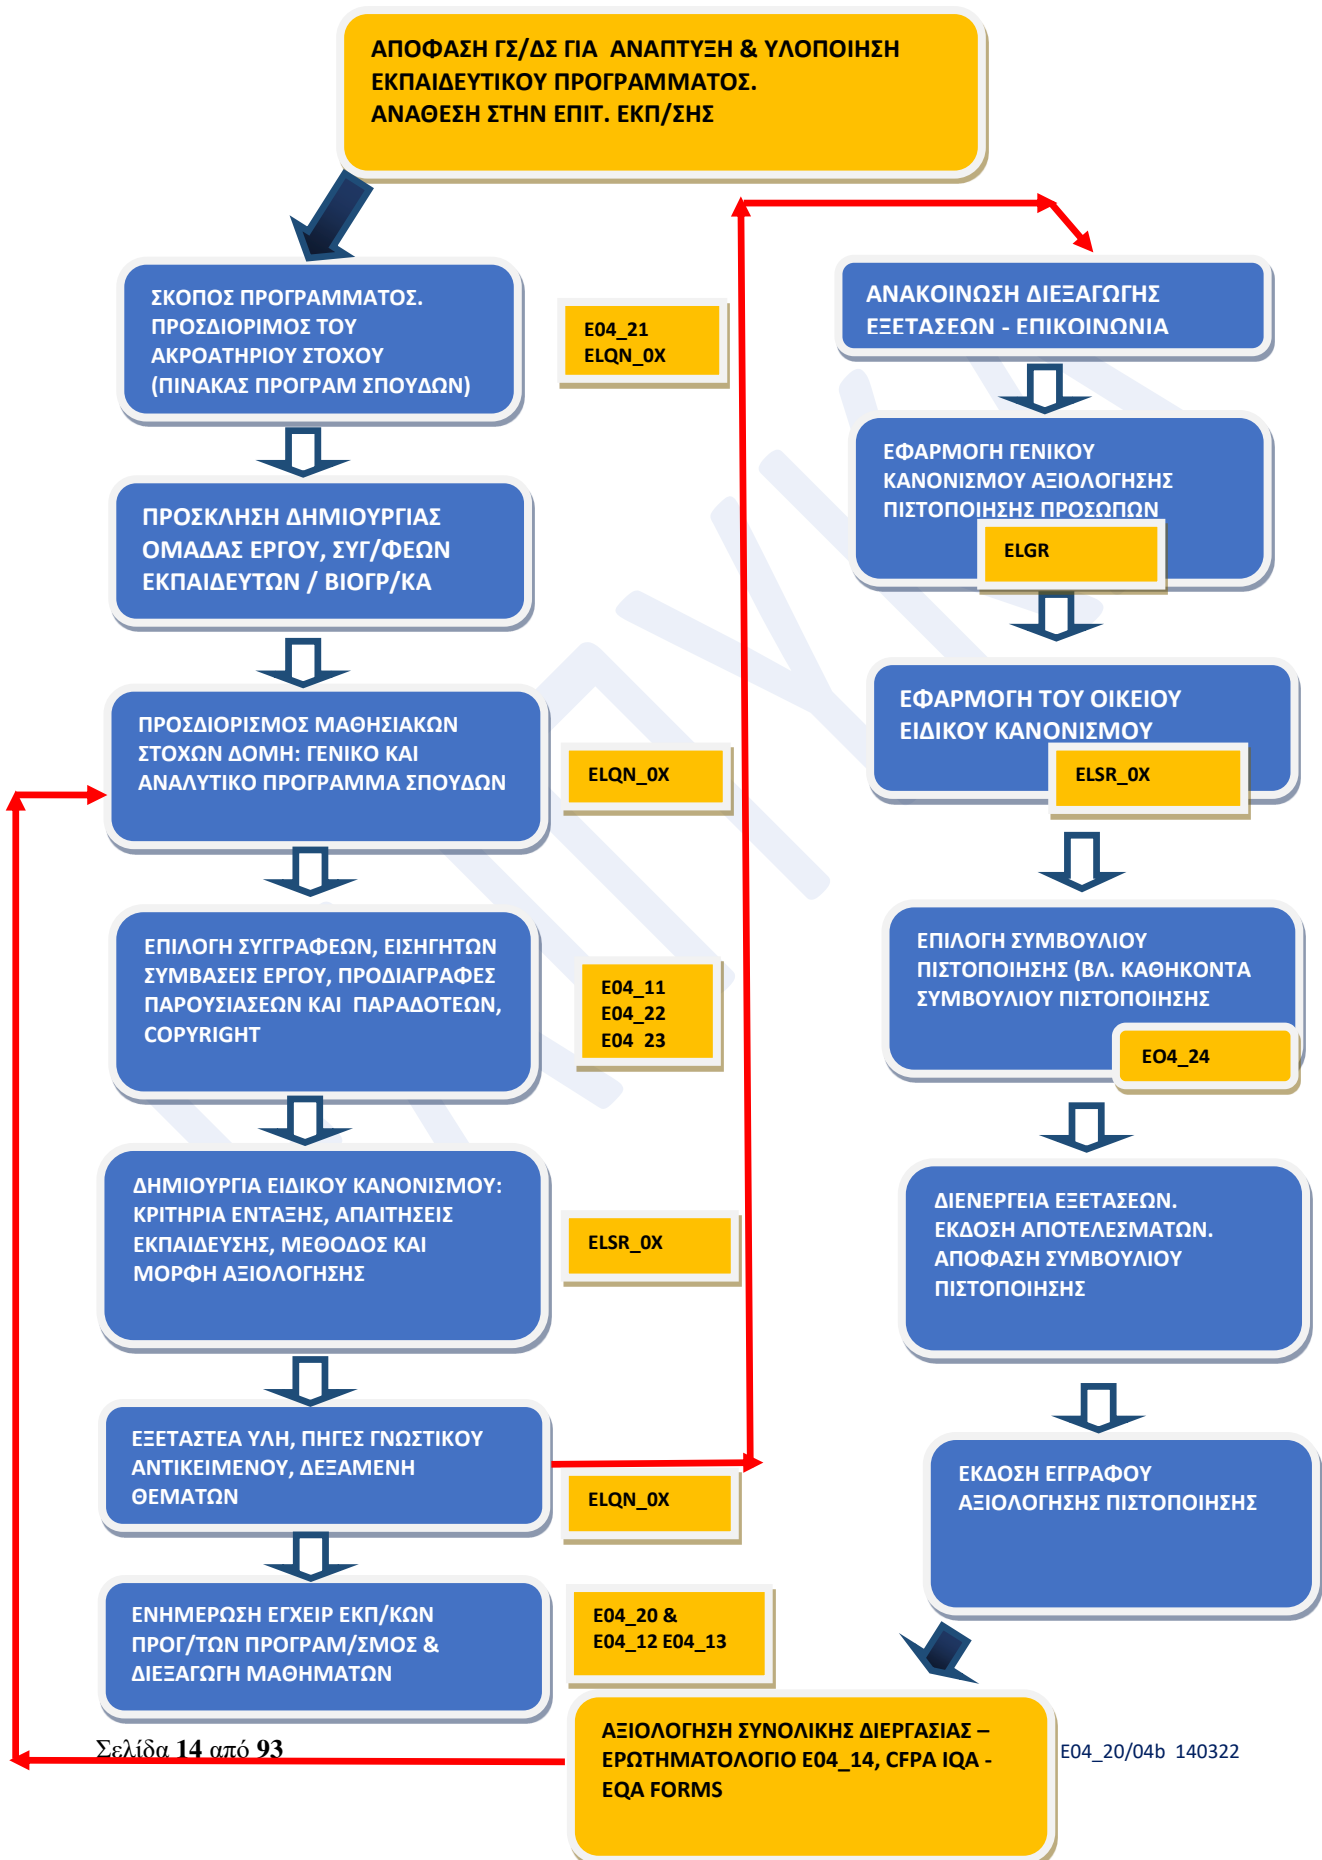 ΑΠΟΦΑΣΗ ΓΣ/ΔΣ ΓΙΑ ΑΝΑΠΤΥΞΗ & ΥΛΟΠΟΙΗΣΗ
ΕΚΠΑΙΔΕΥΤΙΚΟΥ ΠΡΟΓΡΑΜΜΑΤΟΣ.
ΑΝΑΘΕΣΗ ΣΤΗΝ ΕΠΙΤ. ΕΚΠ/ΣΗΣ
ΣΚΟΠΟΣ ΠΡΟΓΡΑΜΜΑΤΟΣ.
ΠΡΟΣΔΙΟΡΙΜΟΣ ΤΟΥ
ΑΚΡΟΑΤΗΡΙΟΥ ΣΤΟΧΟΥ
(ΠΙΝΑΚΑΣ ΠΡΟΓΡΑΜ ΣΠΟΥΔΩΝ)
E04_21
ELQN_0X
ΠΡΟΣΚΛΗΣΗ ΔΗΜΙΟΥΡΓΙΑΣ
ΟΜΑΔΑΣ ΕΡΓΟΥ, ΣΥΓ/ΦΕΩΝ
ΕΚΠΑΙΔΕΥΤΩΝ / ΒΙΟΓΡ/ΚΑ
ΠΡΟΣΔΙΟΡΙΣΜΟΣ ΜΑΘΗΣΙΑΚΩΝ
ΣΤΟΧΩΝ ΔΟΜΗ: ΓΕΝΙΚΟ ΚΑΙ
ΑΝΑΛΥΤΙΚΟ ΠΡΟΓΡΑΜΜΑ ΣΠΟΥΔΩΝ
ELQN_0X
ΕΠΙΛΟΓΗ ΣΥΓΓΡΑΦΕΩΝ, ΕΙΣΗΓΗΤΩΝ
ΣΥΜΒΑΣΕΙΣ ΕΡΓΟΥ, ΠΡΟΔΙΑΓΡΑΦΕΣ
ΠΑΡΟΥΣΙΑΣΕΩΝ ΚΑΙ ΠΑΡΑΔΟΤΕΩΝ,
COPYRIGHT
E04_11
E04_22
E04_23
ΔΗΜΙΟΥΡΓΙΑ ΕΙΔΙΚΟΥ ΚΑΝΟΝΙΣΜΟΥ:
ΚΡΙΤΗΡΙΑ ΕΝΤΑΞΗΣ, ΑΠΑΙΤΗΣΕΙΣ
ΕΚΠΑΙΔΕΥΣΗΣ, ΜΕΘΟΔΟΣ ΚΑΙ
ΜΟΡΦΗ ΑΞΙΟΛΟΓΗΣΗΣ
ELSR_0X
ΕΞΕΤΑΣΤΕΑ ΥΛΗ, ΠΗΓΕΣ ΓΝΩΣΤΙΚΟΥ
ΑΝΤΙΚΕΙΜΕΝΟΥ, ΔΕΞΑΜΕΝΗ
ΘΕΜΑΤΩΝ
ELQN_0X
ΕΝΗΜΕΡΩΣΗ ΕΓΧΕΙΡ ΕΚΠ/ΚΩΝ
ΠΡΟΓ/ΤΩΝ ΠΡΟΓΡΑΜ/ΣΜΟΣ &
ΔΙΕΞΑΓΩΓΗ ΜΑΘΗΜΑΤΩΝ
E04_20 &
E04_12 E04_13
ΑΝΑΚΟΙΝΩΣΗ ΔΙΕΞΑΓΩΓΗΣ
ΕΞΕΤΑΣΕΩΝ - ΕΠΙΚΟΙΝΩΝΙΑ
ΕΦΑΡΜΟΓΗ ΓΕΝΙΚΟΥ
ΚΑΝΟΝΙΣΜΟΥ ΑΞΙΟΛΟΓΗΣΗΣ
ΠΙΣΤΟΠΟΙΗΣΗΣ ΠΡΟΣΩΠΩΝ
ELGR
ΕΦΑΡΜΟΓΗ ΤΟΥ ΟΙΚΕΙΟΥ
ΕΙΔΙΚΟΥ ΚΑΝΟΝΙΣΜΟΥ
ELSR_0X
ΕΠΙΛΟΓΗ ΣΥΜΒΟΥΛΙΟΥ
ΠΙΣΤΟΠΟΙΗΣΗΣ (ΒΛ. ΚΑΘΗΚΟΝΤΑ
ΣΥΜΒΟΥΛΙΟΥ ΠΙΣΤΟΠΟΙΗΣΗΣ
EO4_24
ΔΙΕΝΕΡΓΕΙΑ ΕΞΕΤΑΣΕΩΝ.
ΕΚΔΟΣΗ ΑΠΟΤΕΛΕΣΜΑΤΩΝ.
ΑΠΟΦΑΣΗ ΣΥΜΒΟΥΛΙΟΥ
ΠΙΣΤΟΠΟΙΗΣΗΣ
ΕΚΔΟΣΗ ΕΓΓΡΑΦΟΥ
ΑΞΙΟΛΟΓΗΣΗΣ ΠΙΣΤΟΠΟΙΗΣΗΣ
ΑΞΙΟΛΟΓΗΣΗ ΣΥΝΟΛΙΚΗΣ ΔΙΕΡΓΑΣΙΑΣ –
ΕΡΩΤΗΜΑΤΟΛΟΓΙΟ E04_14, CFPA IQA -
EQA FORMS
Σελίδα 14 από 93
E04_20/04b 140322